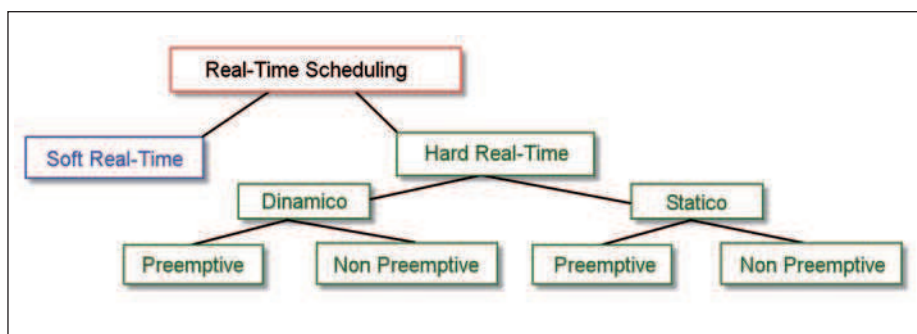 Real-Time Scheduling
Soft Real-Time
Hard Real-Time
Dinamico
Statico
Preemptive
Non Preemptive
Preemptive
Non Preemptive